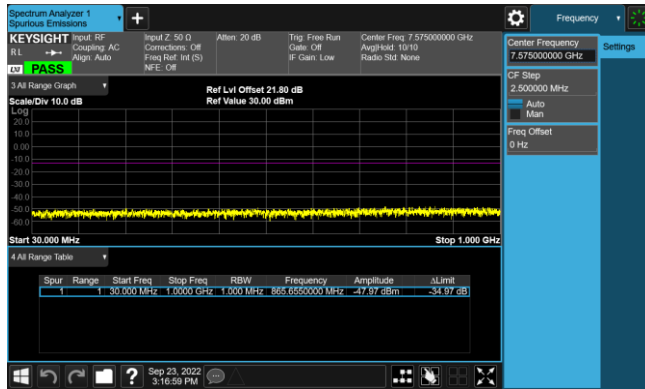 Spectrum Analyzer 1
Spurious Emissions
Frequency
KEYSIGHT
R L
LXI
PASS
Input: RF
Coupling: AC
Align: Auto
Input Z: 50 Ω
Corrections: Off
Freq Ref: Int (S)
NFE: Off
Atten: 20 dB
Trig: Free Run
Gate: Off
IF Gain: Low
Center Freq: 7.575000000 GHz
Avg|Hold: 10/10
Radio Std: None
Center Frequency
7.575000000 GHz
Settings
CF Step
2.500000 MHz
Auto
Man
Freq Offset
0 Hz
3 All Range Graph
Scale/Div 10.0 dB
Ref Lvl Offset 21.80 dB
Ref Value 30.00 dBm
Log
20.0
10.0
0.00
-10.0
-20.0
-30.0
-40.0
-50.0
-60.0
Start 30.000 MHz
Stop 1.000 GHz
4 All Range Table
Spur Range Start Freq Stop Freq RBW Frequency Amplitude ΔLimit
1 1 30.000 MHz 1.0000 GHz 1.000 MHz 865.6550000 MHz -47.97 dBm -34.97 dB
?
Sep 23, 2022
3:16:59 PM